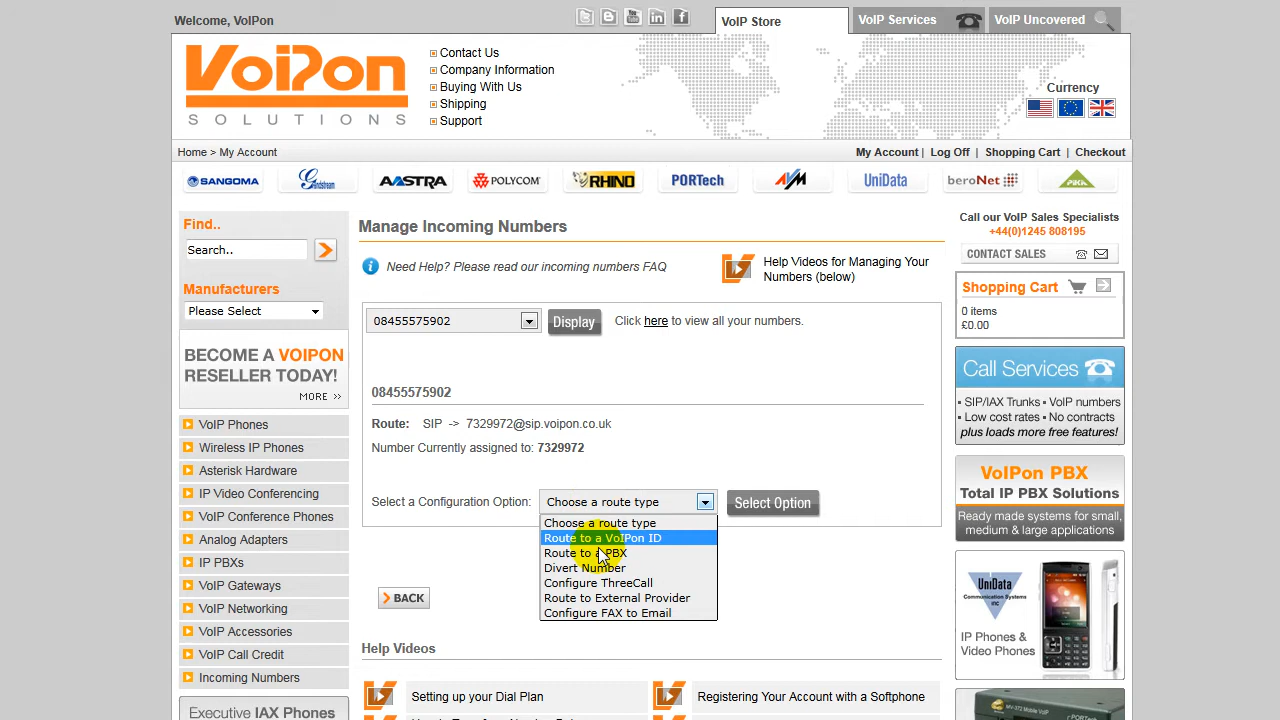 Welcome, VoIPon
VoIP Store
VoIP Services
VoIP Uncovered
VoIPon
SOLUTIONS
Contact Us
Company Information
Buying With Us
Shipping
Support
Currency
Home > My Account
My Account | Log Off | Shopping Cart | Checkout
SANGOMA
Grandstream
AASTRA
POLYCOM
RHINO
PORTech
UniData
beroNet
PIKA
Find..
Search..
Manufacturers
Please Select
BECOME A VOIPON
RESELLER TODAY!
MORE >>
VoIP Phones
Wireless IP Phones
Asterisk Hardware
IP Video Conferencing
VoIP Conference Phones
Analog Adapters
IP PBXs
VoIP Gateways
VoIP Networking
VoIP Accessories
VoIP Call Credit
Incoming Numbers
Executive IAX Phones
Manage Incoming Numbers
Need Help? Please read our incoming numbers FAQ
Help Videos for Managing Your
Numbers (below)
08455575902
Display
Click here to view all your numbers.
08455575902
Route: SIP -> 7329972@sip.voipon.co.uk
Number Currently assigned to: 7329972
Select a Configuration Option:
Choose a route type
Select Option
Choose a route type
Route to a VoIPon ID
Route to a PBX
Divert Number
Configure ThreeCall
Route to External Provider
Configure FAX to Email
BACK
Help Videos
Setting up your Dial Plan
Registering Your Account with a Softphone
Call our VoIP Sales Specialists
+44(0)1245 808195
CONTACT SALES
Shopping Cart
0 items
£0.00
Call Services
• SIP/IAX Trunks • VoIP numbers
• Low cost rates • No contracts
plus loads more free features!
VoIPon PBX
Total IP PBX Solutions
Ready made systems for small,
medium & large applications.
UniData
Communication Systems
Inc
IP Phones &
Video Phones
MV-372 Mobile VoIP
PORTech